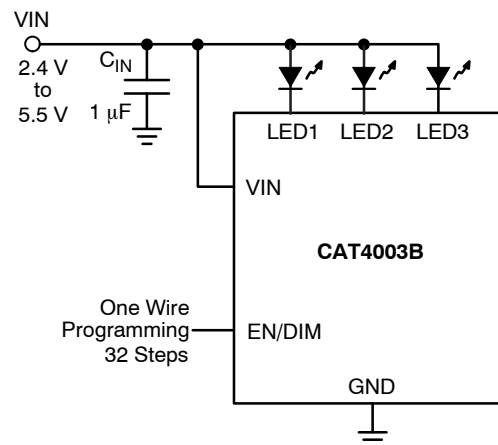 VIN
2.4 V
to
5.5 V
C_IN
1 μF
LED1
LED2
LED3
VIN
CAT4003B
One Wire
Programming
32 Steps
EN/DIM
GND